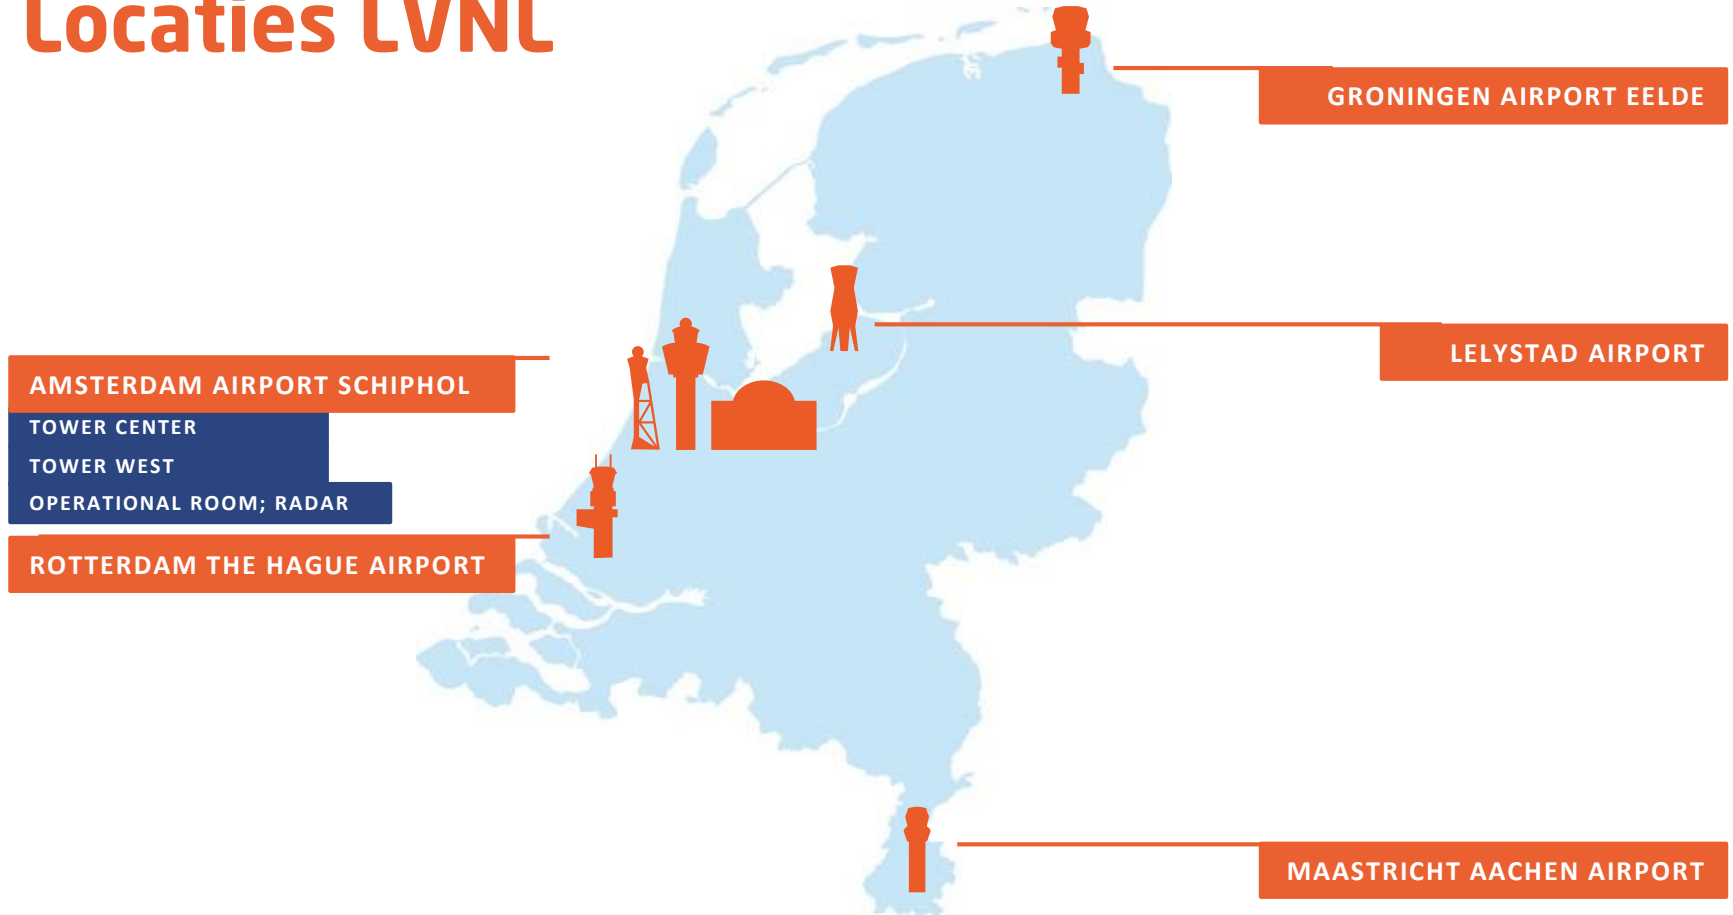 Locaties LVNL
GRONINGEN AIRPORT EELDE
LELYSTAD AIRPORT
AMSTERDAM AIRPORT SCHIPHOL
TOWER CENTER
TOWER WEST
OPERATIONAL ROOM; RADAR
ROTTERDAM THE HAGUE AIRPORT
MAASTRICHT AACHEN AIRPORT